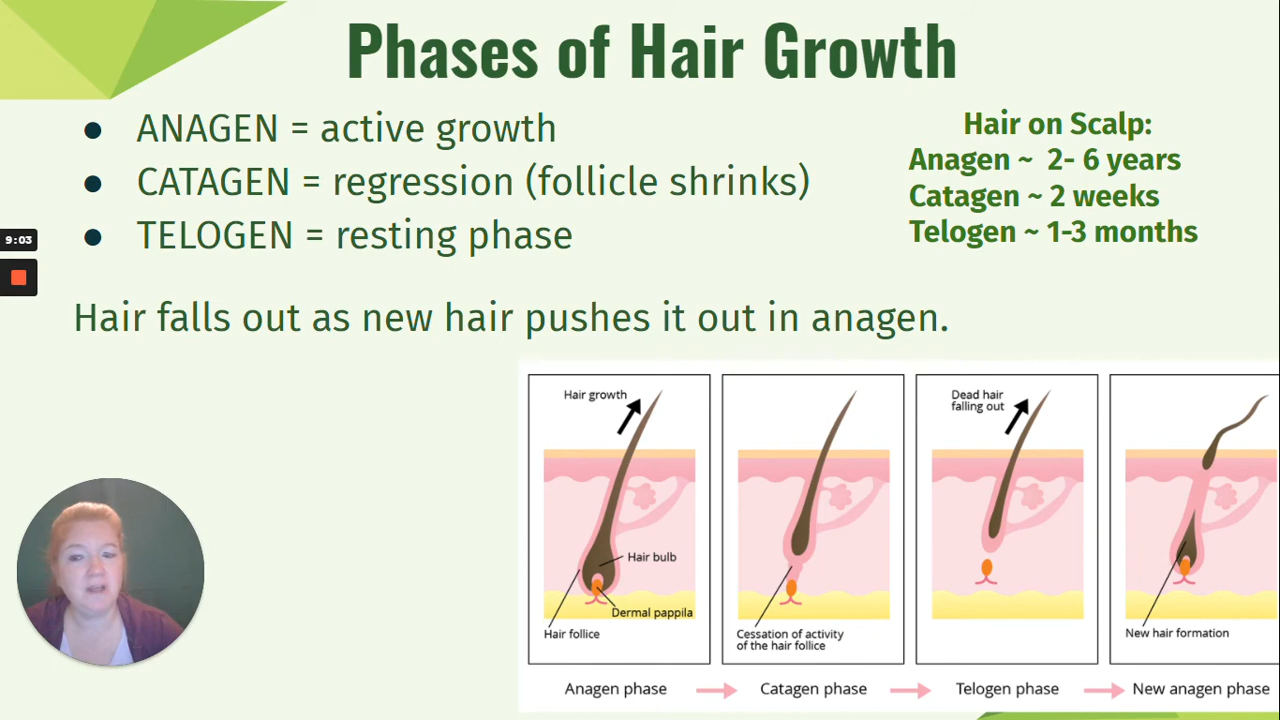 Phases of Hair Growth
● ANAGEN = active growth
● CATAGEN = regression (follicle shrinks)
● TELOGEN = resting phase
Hair on Scalp:
Anagen ~ 2- 6 years
Catagen ~ 2 weeks
Telogen ~ 1-3 months
9:03
Hair falls out as new hair pushes it out in anagen.
Hair growth
Hair bulb
Dermal pappila
Hair follice
Cessation of activity
of the hair follice
Dead hair
falling out
New hair formation
Anagen phase
Catagen phase
Telogen phase
New anagen phase